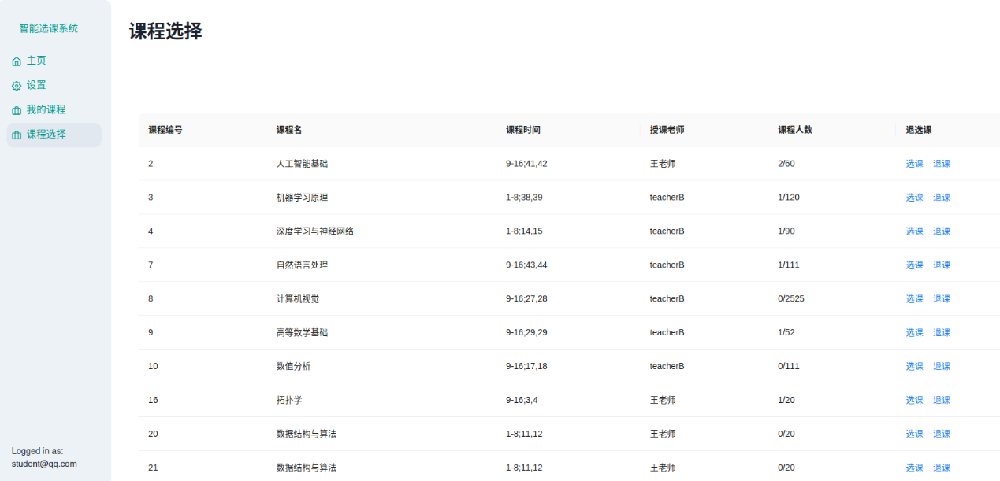 智能选课系统
主页
设置
我的课程
课程选择
Logged in as:
student@qq.com
课程选择
课程编号 课程名 课程时间 授课老师 课程人数 退选课
2 人工智能基础 9-16;41,42 王老师 2/60 选课 退课
3 机器学习原理 1-8;38,39 teacherB 1/120 选课 退课
4 深度学习与神经网络 1-8;14,15 teacherB 1/90 选课 退课
7 自然语言处理 9-16;43,44 teacherB 1/111 选课 退课
8 计算机视觉 9-16;27,28 teacherB 0/2525 选课 退课
9 高等数学基础 9-16;29,29 teacherB 1/52 选课 退课
10 数值分析 9-16;17,18 teacherB 0/111 选课 退课
16 拓扑学 9-16;3,4 王老师 1/20 选课 退课
20 数据结构与算法 1-8;11,12 王老师 0/20 选课 退课
21 数据结构与算法 1-8;11,12 王老师 0/20 选课 退课